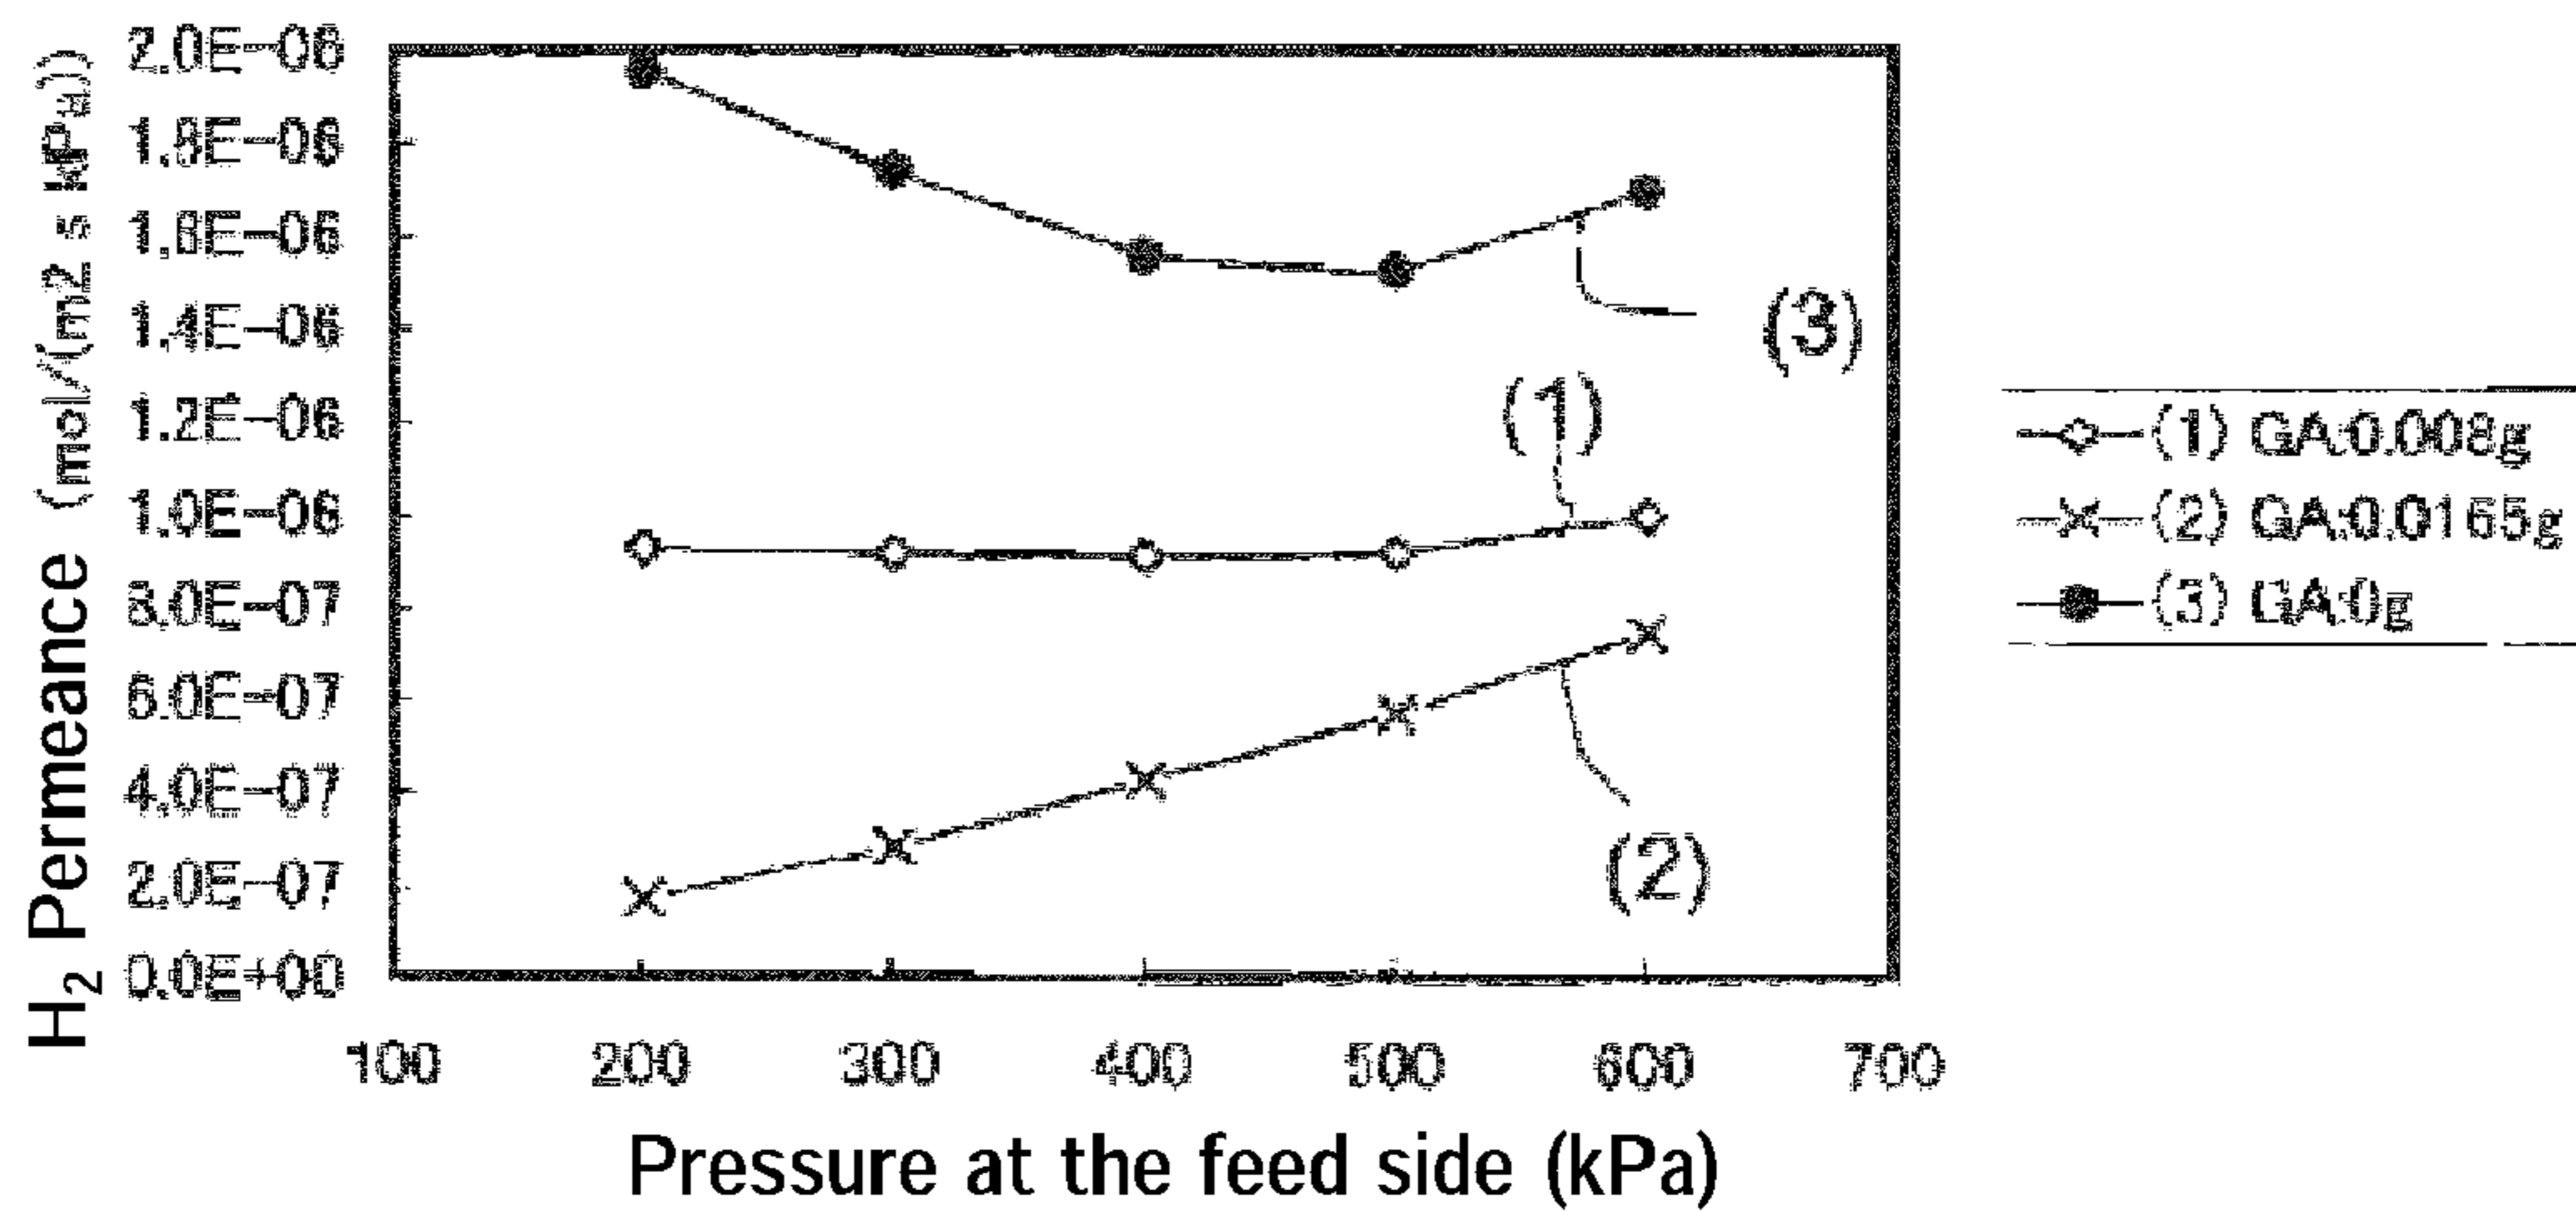 H2 Permeance (mol/(m2 s kPa))
2.0E-06
1.8E-06
1.6E-06
1.4E-06
1.2E-06
1.0E-06
8.0E-07
6.0E-07
4.0E-07
2.0E-07
0.0E+00
(3)
(1)
(2)
(1) GA:0.008g
(2) GA:0.0165g
(3) GA:0g
100 200 300 400 500 600 700
Pressure at the feed side (kPa)